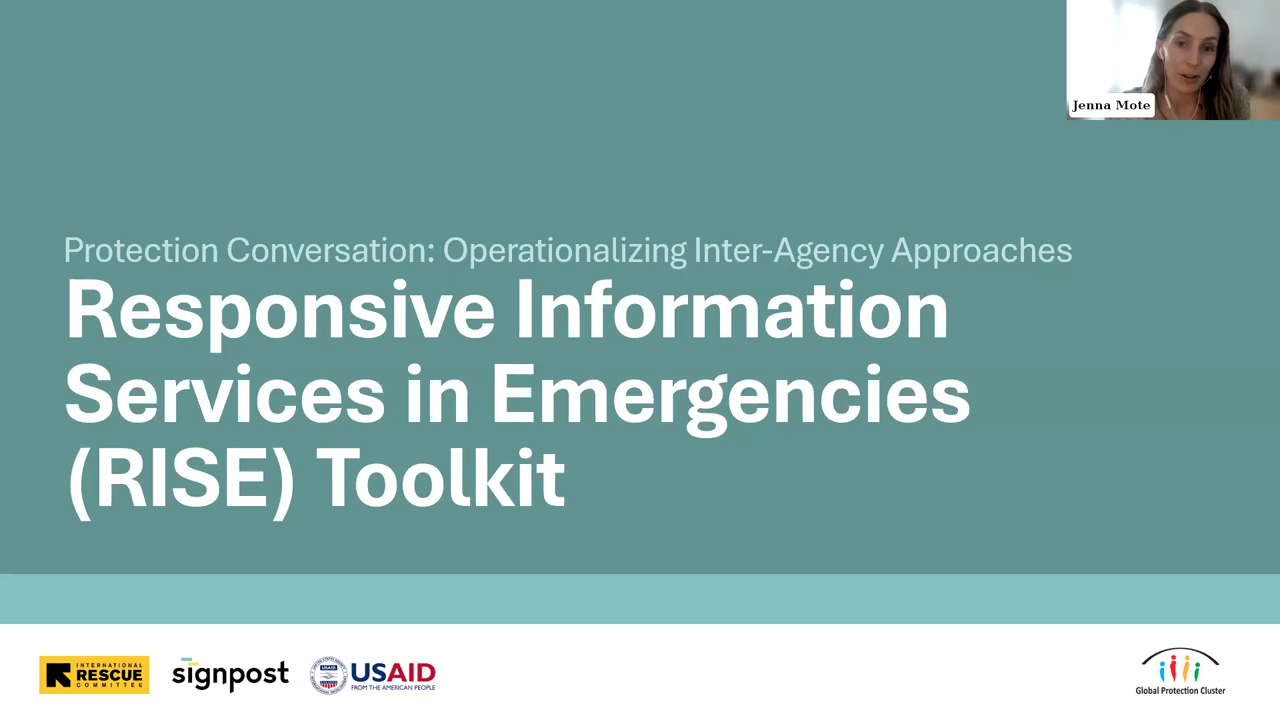 Jenna Mote
Protection Conversation: Operationalizing Inter-Agency Approaches
Responsive Information
Services in Emergencies
(RISE) Toolkit
INTERNATIONAL
RESCUE
COMMITTEE
signpost
USAID
FROM THE AMERICAN PEOPLE
Global Protection Cluster